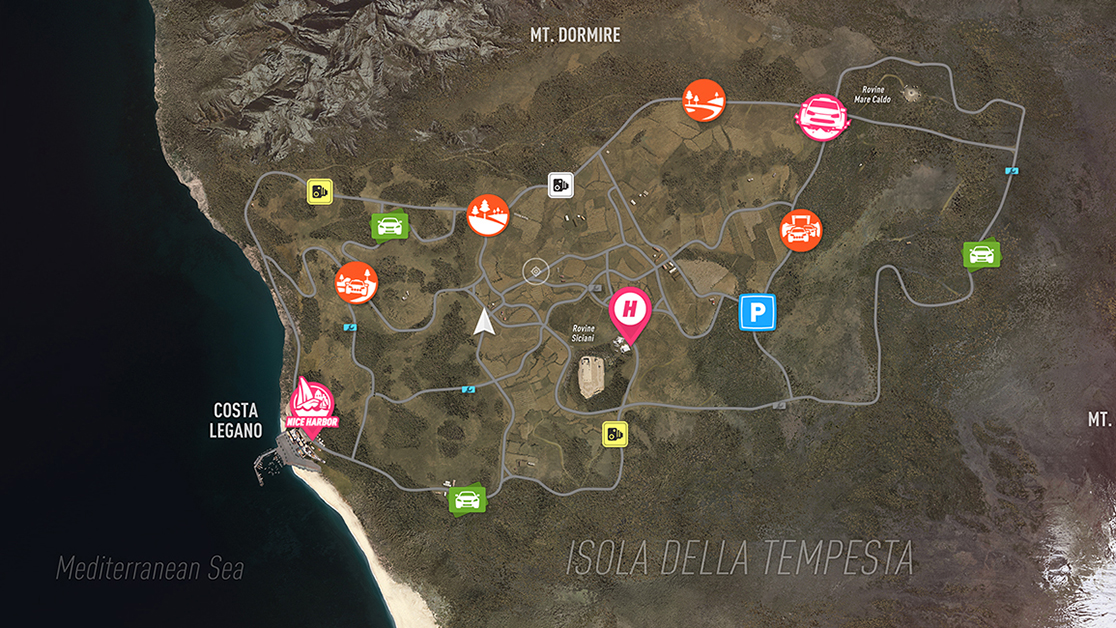 MT. DORMIRE
Rovine
Mare Caldo
H
P
Rovine
Siciani
NICE HARBOR
COSTA
LEGANO
MT.
ISOLA DELLA TEMPESTA
Mediterranean Sea